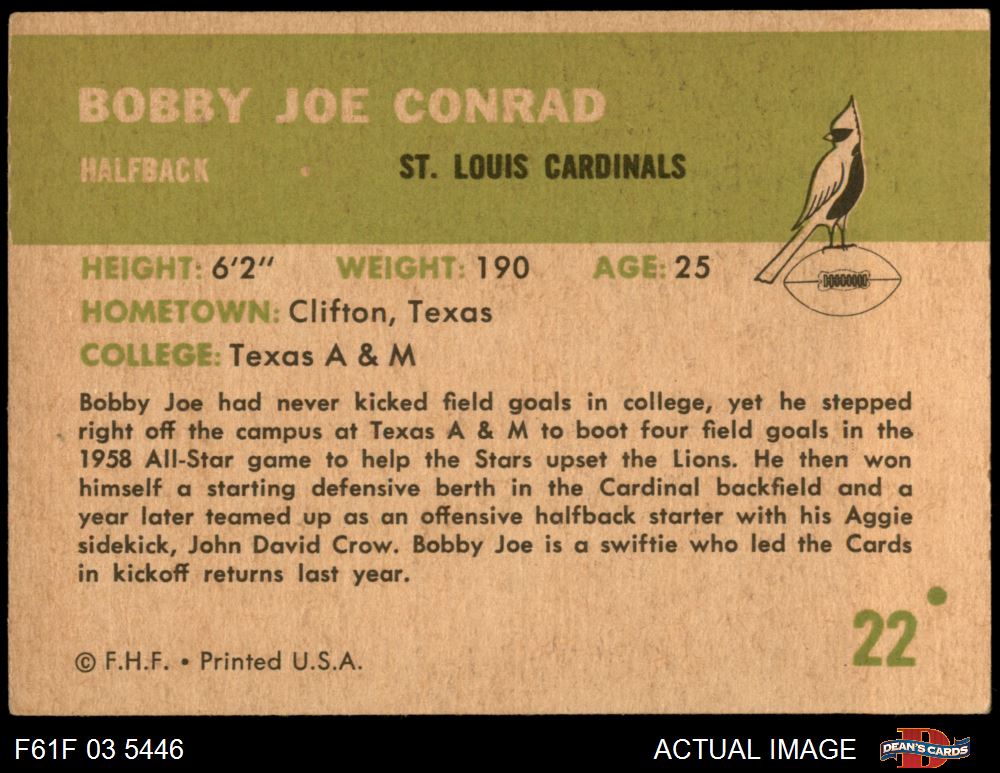 BOBBY JOE CONRAD
HALFBACK • ST. LOUIS CARDINALS
HEIGHT: 6'2" WEIGHT: 190 AGE: 25
HOMETOWN: Clifton, Texas
COLLEGE: Texas A & M
Bobby Joe had never kicked field goals in college, yet he stepped
right off the campus at Texas A & M to boot four field goals in the
1958 All-Star game to help the Stars upset the Lions. He then won
himself a starting defensive berth in the Cardinal backfield and a
year later teamed up as an offensive halfback starter with his Aggie
sidekick, John David Crow. Bobby Joe is a swiftie who led the Cards
in kickoff returns last year.
22
© F.H.F. • Printed U.S.A.
F61F 03 5446 ACTUAL IMAGE DEAN'S CARDS